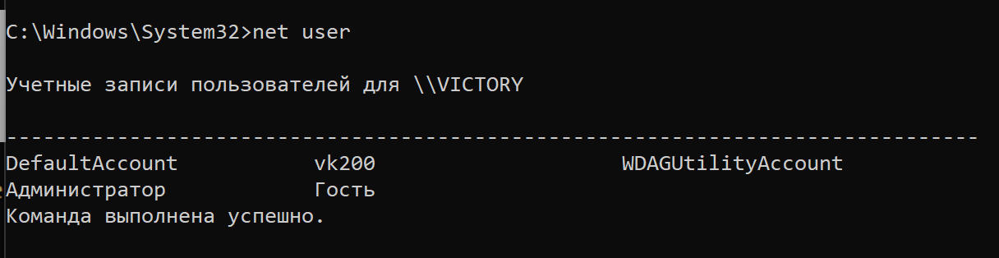 C:\Windows\System32>net user
Учетные записи пользователей для \\VICTORY
-------------------------------------------------------------------------------
DefaultAccount           vk200                    WDAGUtilityAccount
Администратор            Гость
Команда выполнена успешно.